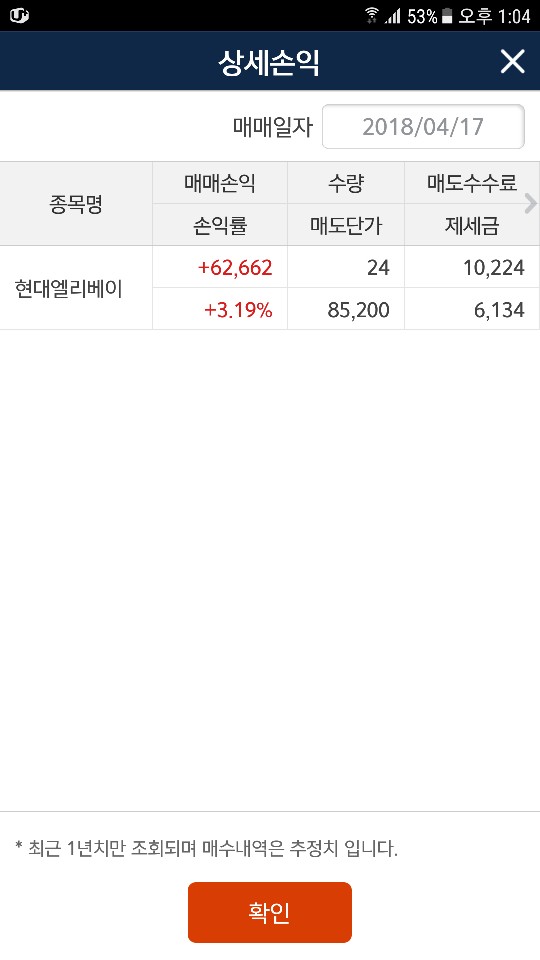 53% 오후 1:04
상세손익
매매일자 2018/04/17
종목명 매매손익 수량 매도수수료
손익률 매도단가 제세금
현대엘리베이 +62,662 24 10,224
+3.19% 85,200 6,134
* 최근 1년치만 조회되며 매수내역은 추정치 입니다.
확인